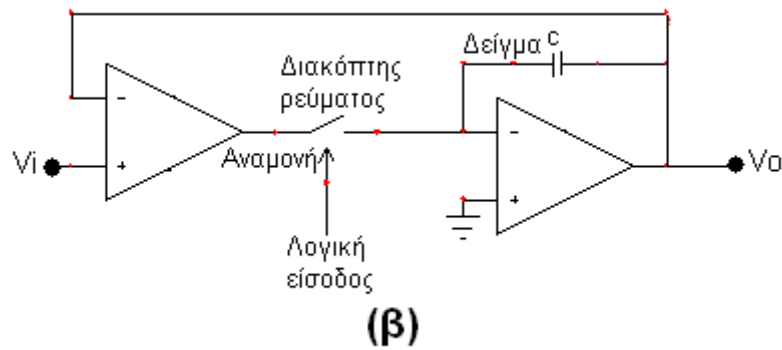 Δείγμα C
Διακόπτης
ρεύματος
-
-
Vi
+
Αναμονή
Vo
+
Λογική
είσοδος
(β)